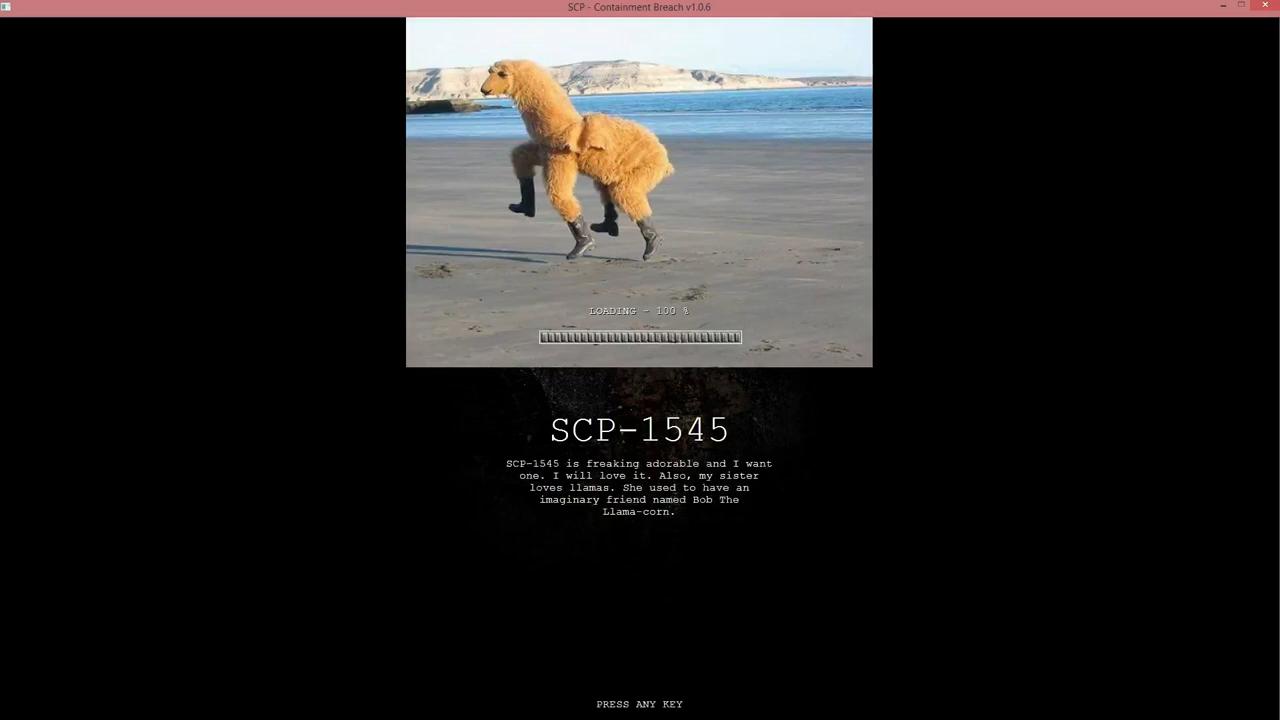 SCP - Containment Breach v1.0.6
LOADING - 100 %
SCP-1545
SCP-1545 is freaking adorable and I want
one. I will love it. Also, my sister
loves llamas. She used to have an
imaginary friend named Bob The
Llama-corn.
PRESS ANY KEY